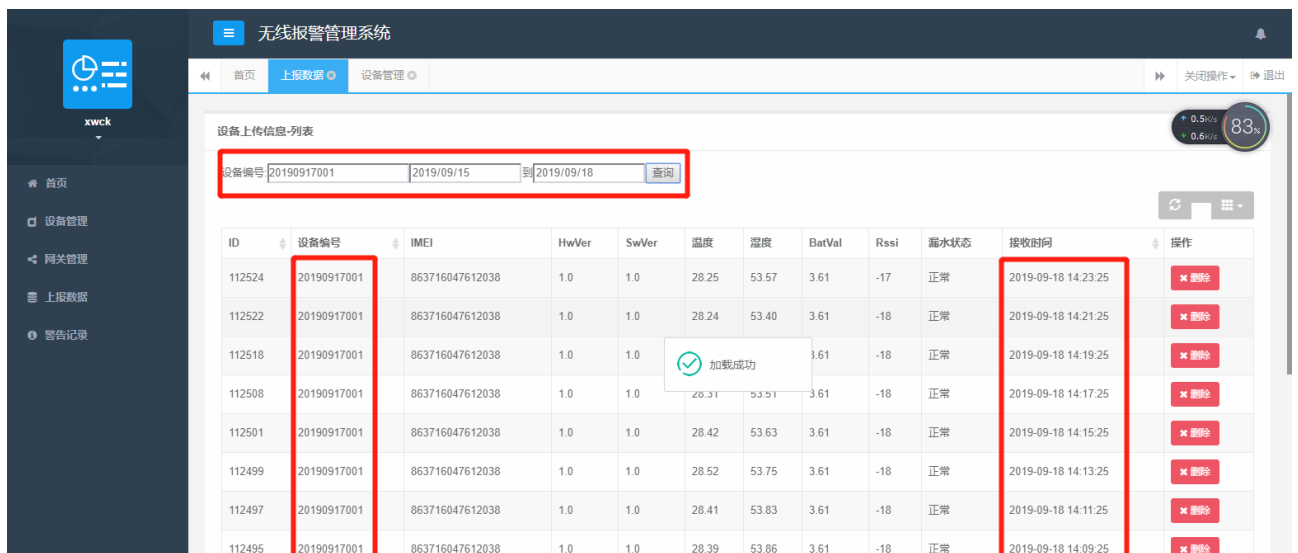 无线报警管理系统
首页 上报数据 设备管理 关闭操作 退出
xwck
首页
设备管理
网关管理
上报数据
警告记录
设备上传信息-列表
0.5K/s
0.6K/s
83%
设备编号:20190917001 2019/09/15 到 2019/09/18 查询
ID 设备编号 IMEI HwVer SwVer 温度 湿度 BatVal Rssi 漏水状态 接收时间 操作
112524 20190917001 863716047612038 1.0 1.0 28.25 53.57 3.61 -17 正常 2019-09-18 14:23:25 删除
112522 20190917001 863716047612038 1.0 1.0 28.24 53.40 3.61 -18 正常 2019-09-18 14:21:25 删除
112518 20190917001 863716047612038 1.0 1.0 3.61 -18 正常 2019-09-18 14:19:25 删除
加载成功
112508 20190917001 863716047612038 1.0 1.0 28.31 53.51 3.61 -18 正常 2019-09-18 14:17:25 删除
112501 20190917001 863716047612038 1.0 1.0 28.42 53.63 3.61 -18 正常 2019-09-18 14:15:25 删除
112499 20190917001 863716047612038 1.0 1.0 28.52 53.75 3.61 -18 正常 2019-09-18 14:13:25 删除
112497 20190917001 863716047612038 1.0 1.0 28.41 53.83 3.61 -18 正常 2019-09-18 14:11:25 删除
112495 20190917001 863716047612038 1.0 1.0 28.39 53.86 3.61 -18 正常 2019-09-18 14:09:25 删除